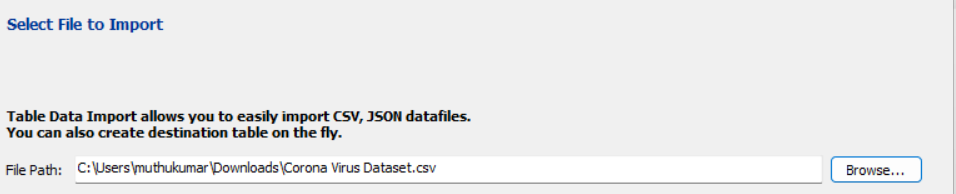 Select File to Import
Table Data Import allows you to easily import CSV, JSON datafiles.
You can also create destination table on the fly.
File Path: C:\Users\muthukumar\Downloads\Corona Virus Dataset.csv Browse...